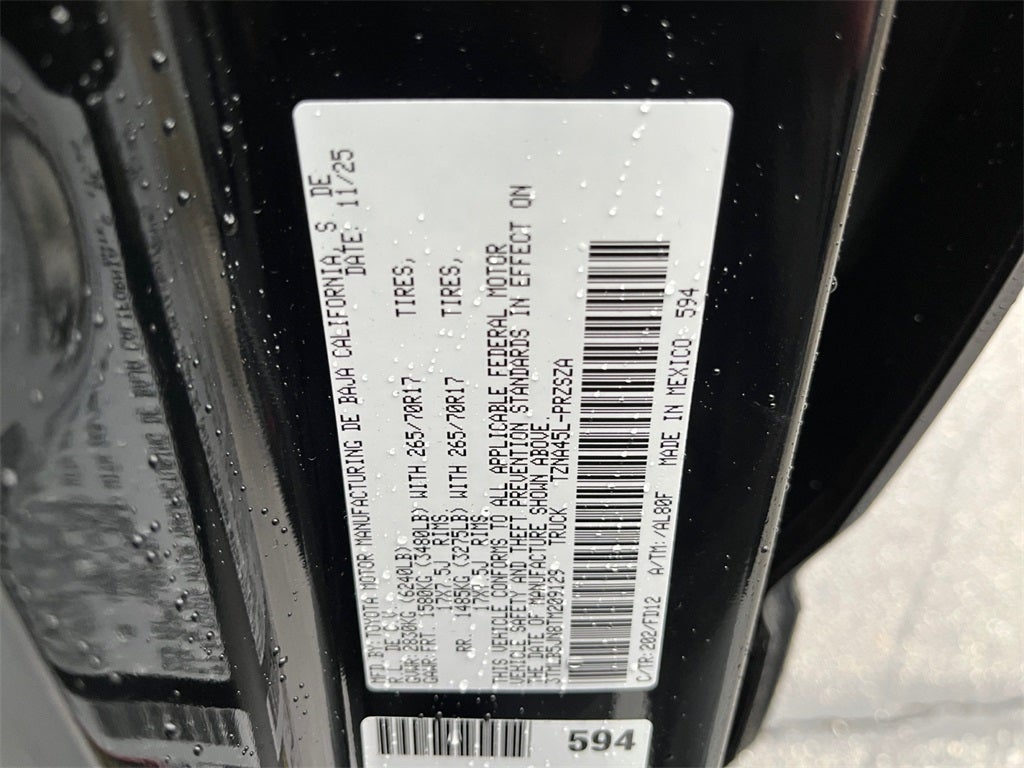 MFD BY: TOYOTA MOTOR MANUFACTURING DE BAJA CALIFORNIA, S DE
R. L. DE C. V. DATE: 11/25
GVWR: 2830KG (6240LB)
GAWR: FRT. 1580KG (3480LB) WITH 265/70R17 TIRES,
17X7.5J RIMS
RR. 1485KG (3275LB) WITH 265/70R17 TIRES,
17X7.5J RIMS.
THIS VEHICLE CONFORMS TO ALL APPLICABLE FEDERAL MOTOR
VEHICLE SAFETY AND THEFT PREVENTION STANDARDS IN EFFECT ON
THE DATE OF MANUFACTURE SHOWN ABOVE.
3TMLB5JN8TM209129 TRUCK TZNA45L-PRZSZA
C/TR: 202/FD12 A/TM: /AL80F MADE IN MEXICO 594
594